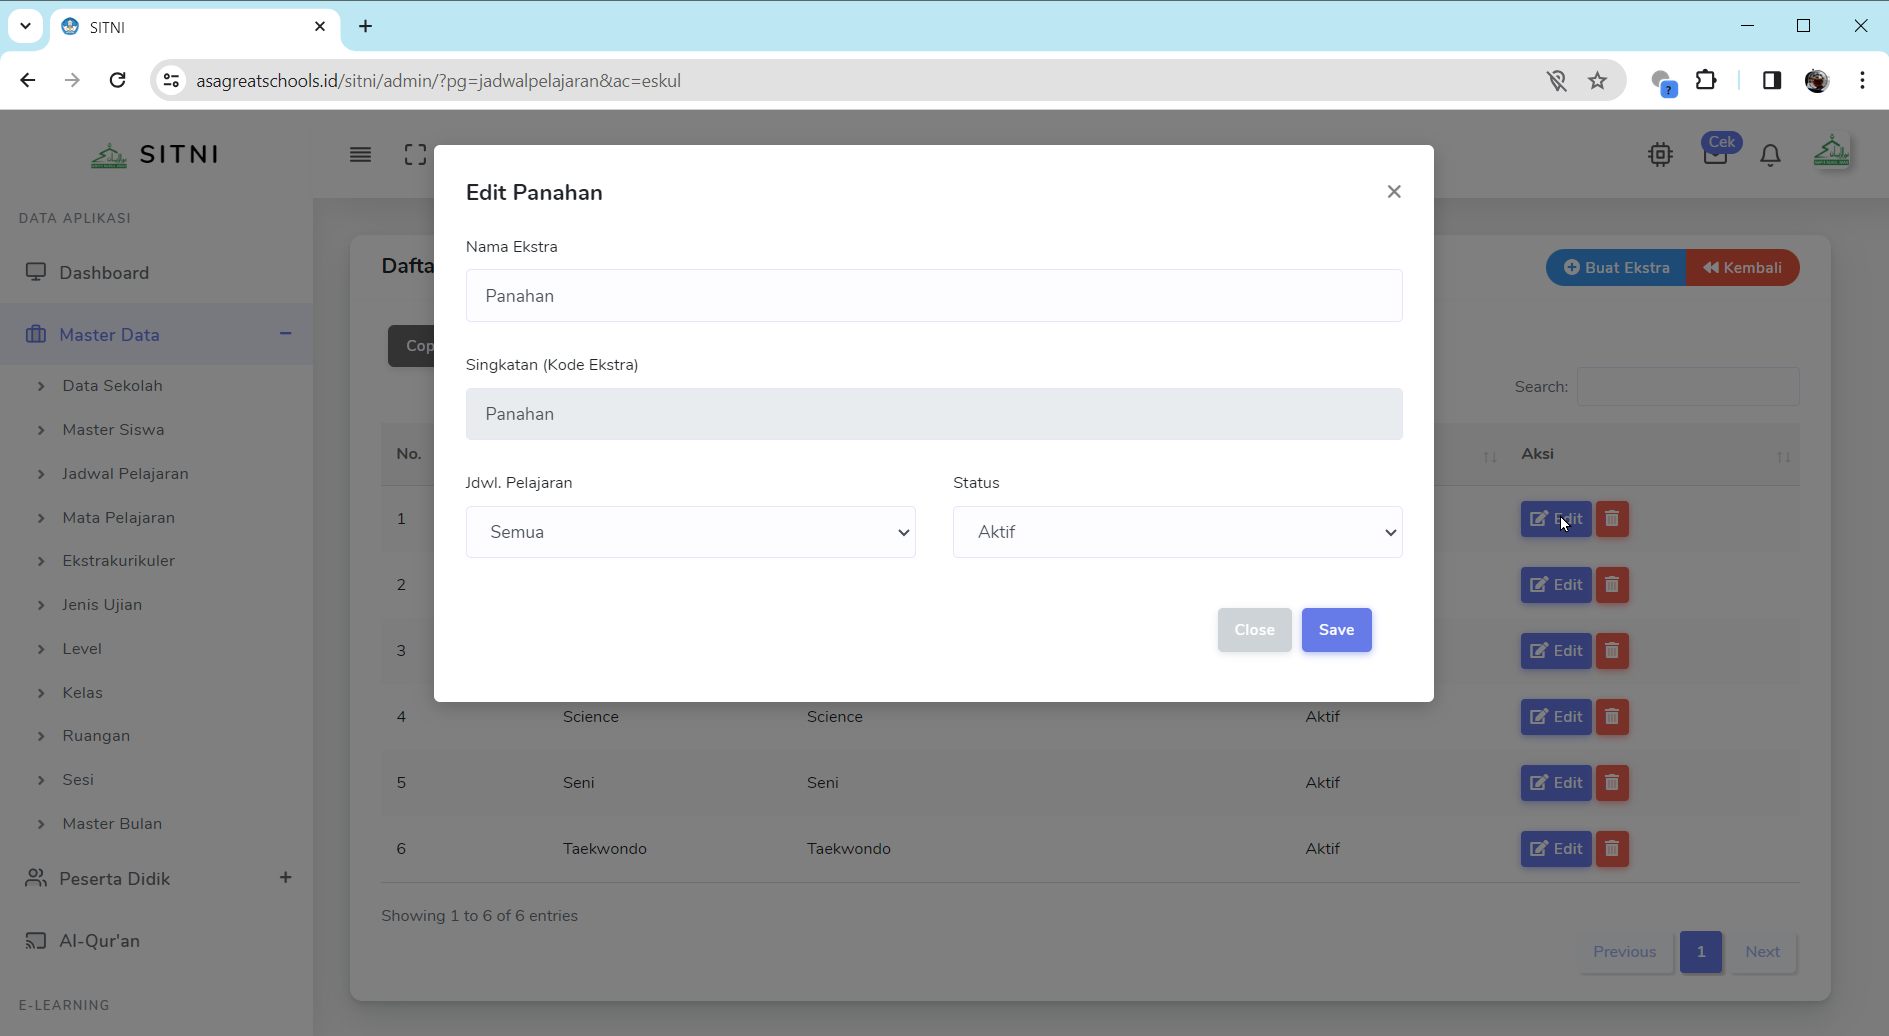 SITNI
asagreatschools.id/sitni/admin/?pg=jadwalpelajaran&ac=eskul
?
SITNI
Cek
DATA APLIKASI
Dashboard
Master Data
Data Sekolah
Master Siswa
Jadwal Pelajaran
Mata Pelajaran
Ekstrakurikuler
Jenis Ujian
Level
Kelas
Ruangan
Sesi
Master Bulan
Peserta Didik
Al-Qur'an
E-LEARNING
Dafta
Buat Ekstra Kembali
Cop
Search:
No. Aksi
1 Edit
2 Edit
3 Edit
4 Science Science Aktif Edit
5 Seni Seni Aktif Edit
6 Taekwondo Taekwondo Aktif Edit
Showing 1 to 6 of 6 entries
Previous 1 Next
Edit Panahan
Nama Ekstra
Panahan
Singkatan (Kode Ekstra)
Panahan
Jdwl. Pelajaran Status
Semua Aktif
Close Save